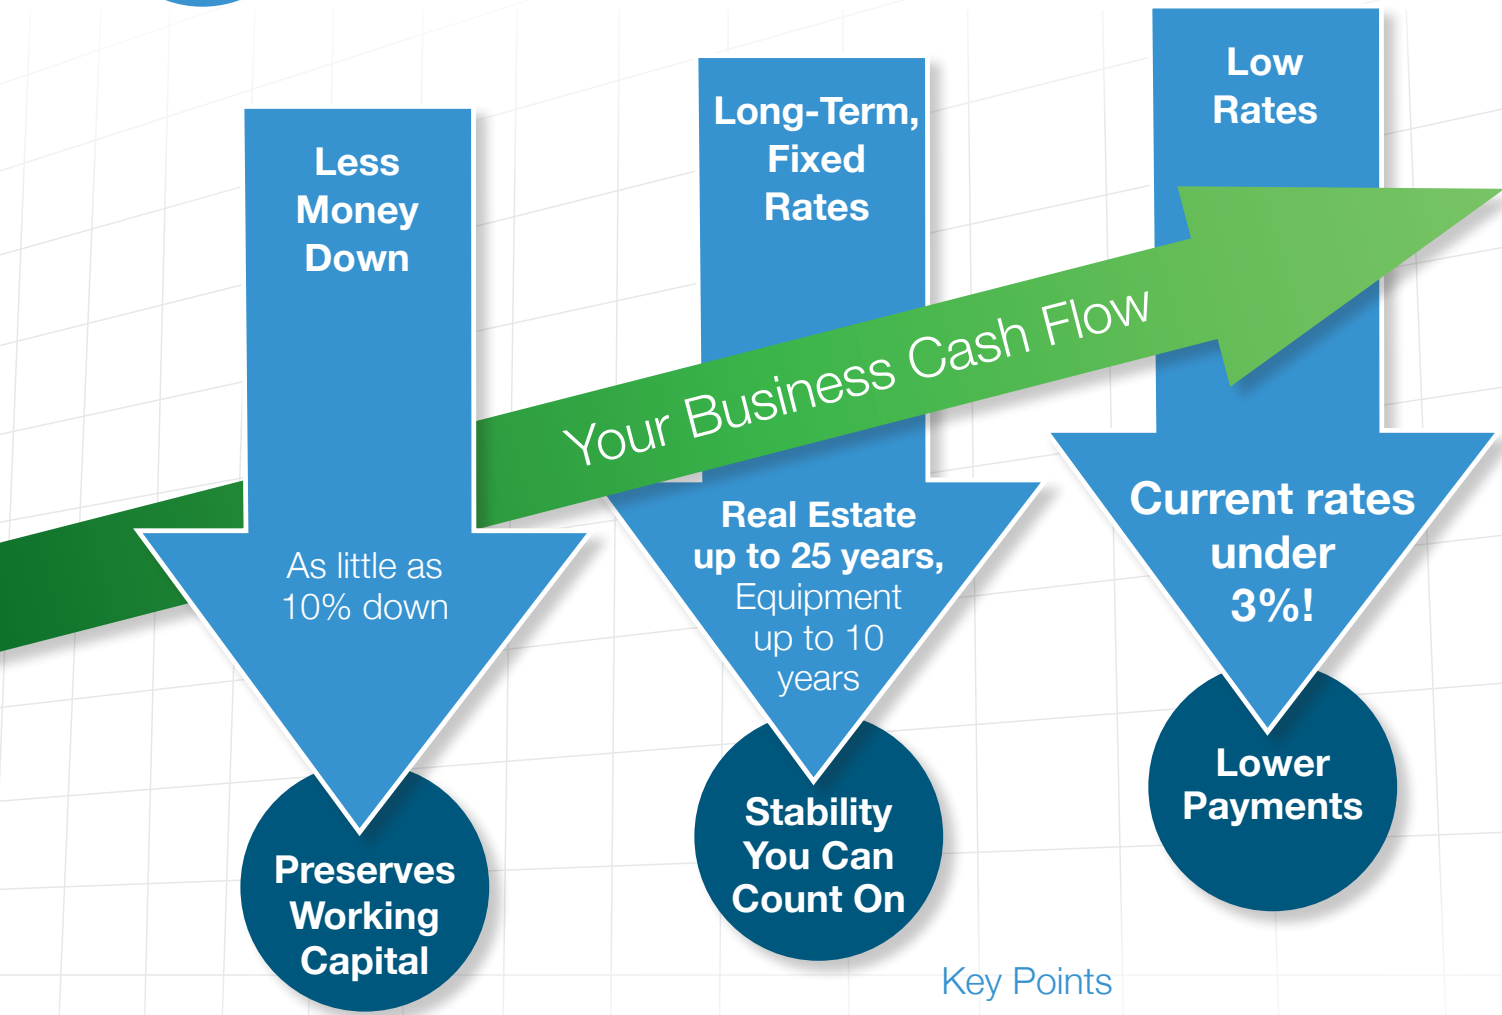 Less
Money
Down
As little as
10% down
Preserves
Working
Capital
Long-Term,
Fixed
Rates
Real Estate
up to 25 years,
Equipment
up to 10
years
Stability
You Can
Count On
Low
Rates
Current rates
under
3%!
Lower
Payments
Your Business Cash Flow
Key Points